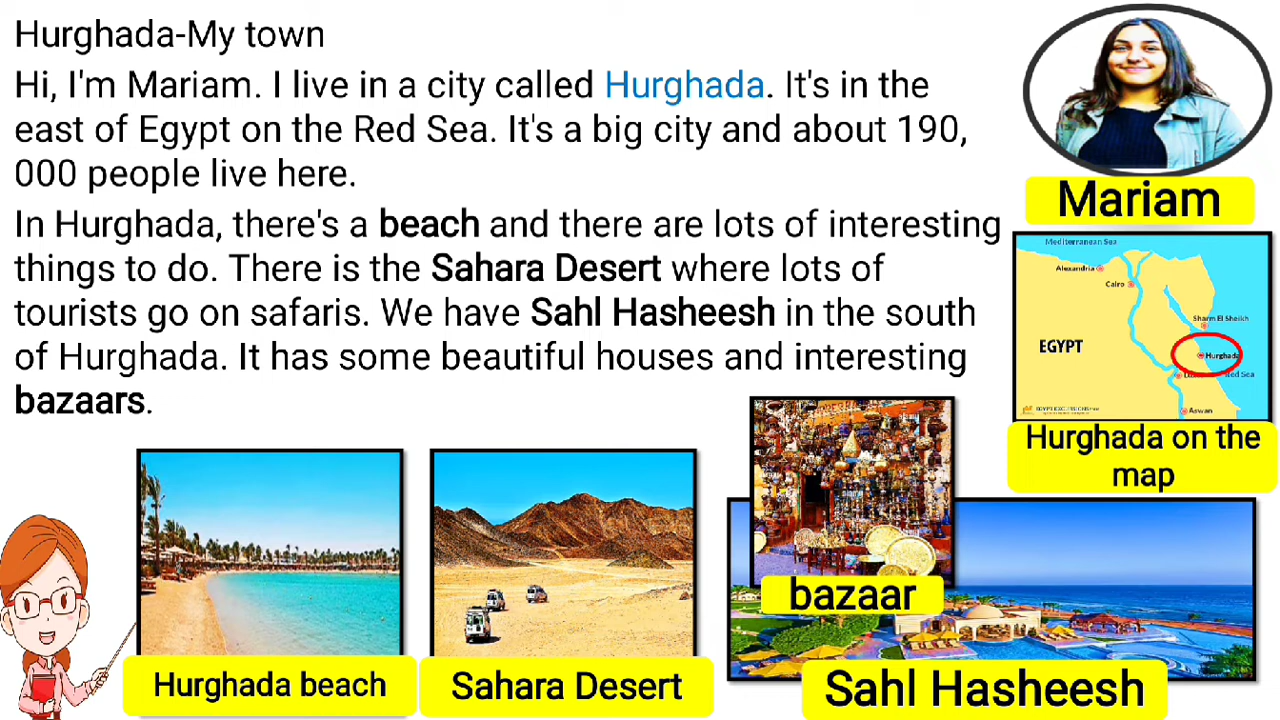 Hurghada-My town
Hi, I'm Mariam. I live in a city called Hurghada. It's in the
east of Egypt on the Red Sea. It's a big city and about 190,
000 people live here.
In Hurghada, there's a beach and there are lots of interesting
things to do. There is the Sahara Desert where lots of
tourists go on safaris. We have Sahl Hasheesh in the south
of Hurghada. It has some beautiful houses and interesting
bazaars.
Mariam
Mediterranean Sea
Alexandria
Cairo
Sharm El Sheikh
EGYPT
Hurghada
Red Sea
Aswan
Hurghada on the
map
bazaar
Hurghada beach
Sahara Desert
Sahl Hasheesh